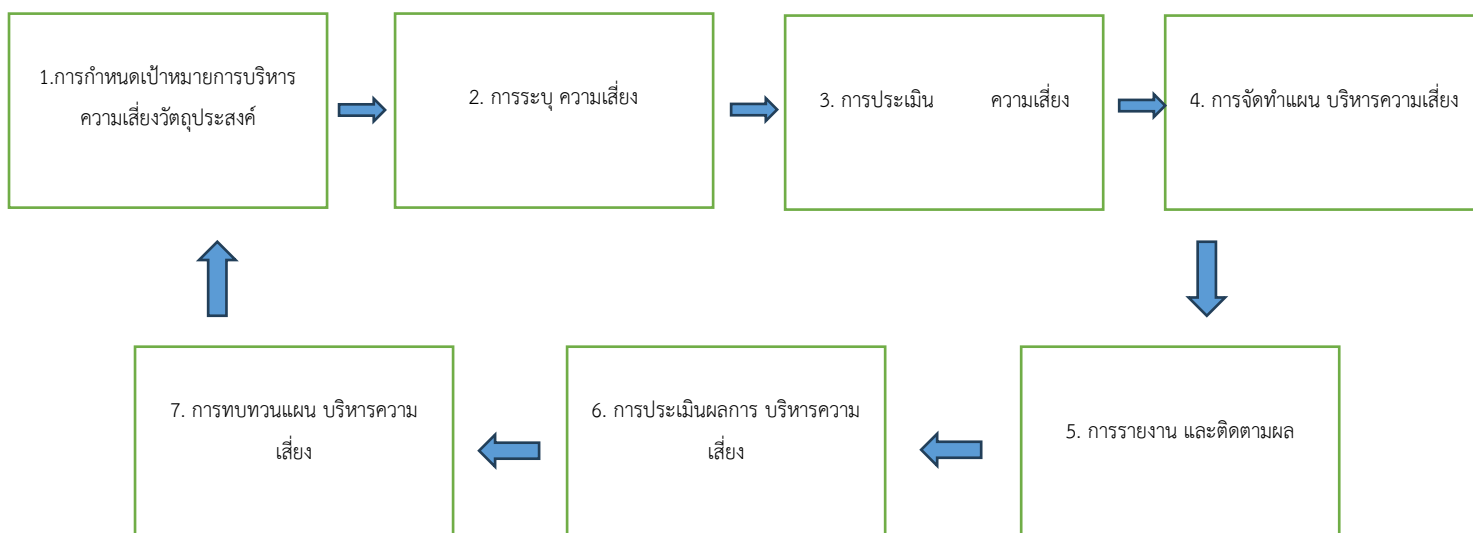 1.การกำหนดเป้าหมายการบริหาร
ความเสี่ยงวัตถุประสงค์
2. การระบุ ความเสี่ยง
3. การประเมิน ความเสี่ยง
4. การจัดทำแผน บริหารความเสี่ยง
5. การรายงาน และติดตามผล
6. การประเมินผลการ บริหารความ
เสี่ยง
7. การทบทวนแผน บริหารความ
เสี่ยง